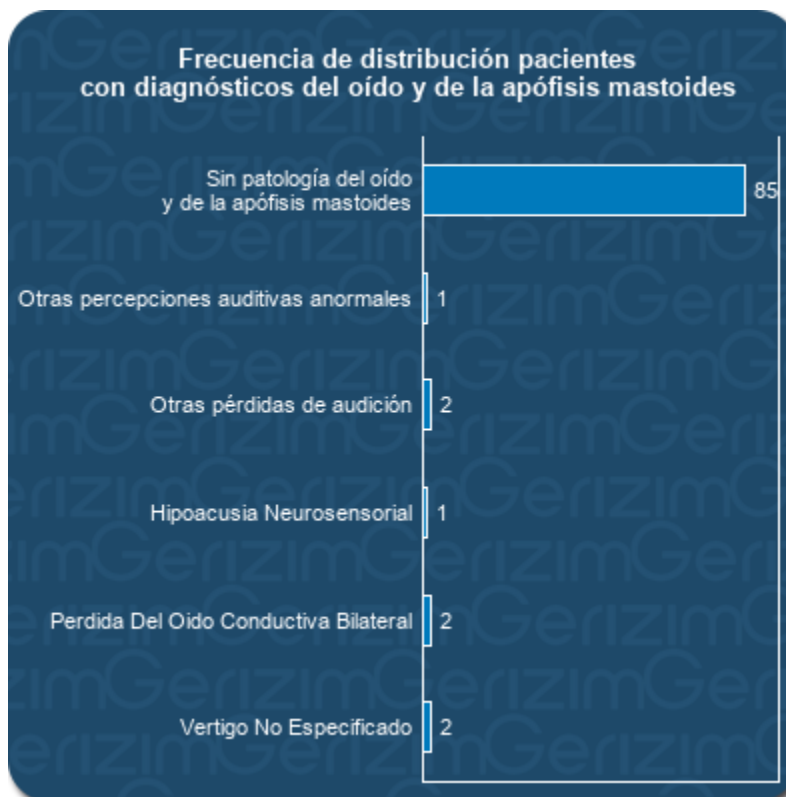 Frecuencia de distribución pacientes
con diagnósticos del oído y de la apófisis mastoides
Sin patología del oído
y de la apófisis mastoides
85
Otras percepciones auditivas anormales
1
Otras pérdidas de audición
2
Hipoacusia Neurosensorial
1
Perdida Del Oido Conductiva Bilateral
2
Vertigo No Especificado
2